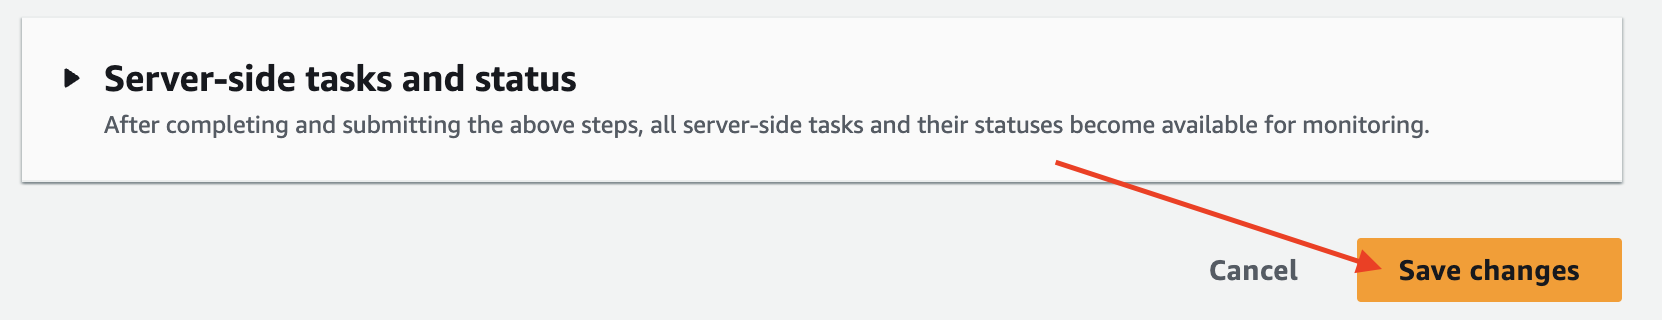 Server-side tasks and status
After completing and submitting the above steps, all server-side tasks and their statuses become available for monitoring.
Cancel
Save changes